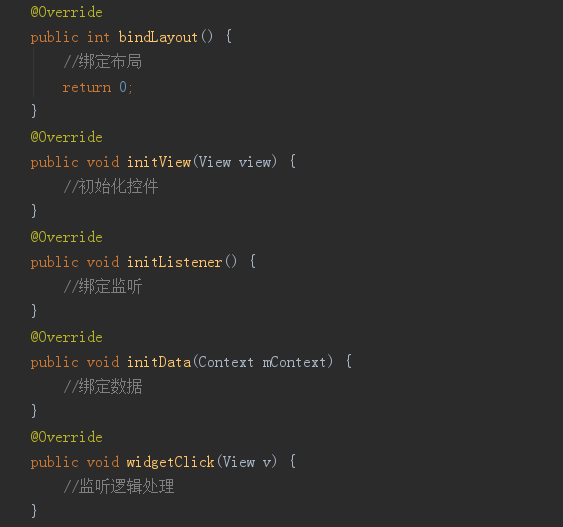 @Override
public int bindLayout() {
//绑定布局
return 0;
}
@Override
public void initView(View view) {
//初始化控件
}
@Override
public void initListener() {
//绑定监听
}
@Override
public void initData(Context mContext) {
//绑定数据
}
@Override
public void widgetClick(View v) {
//监听逻辑处理
}